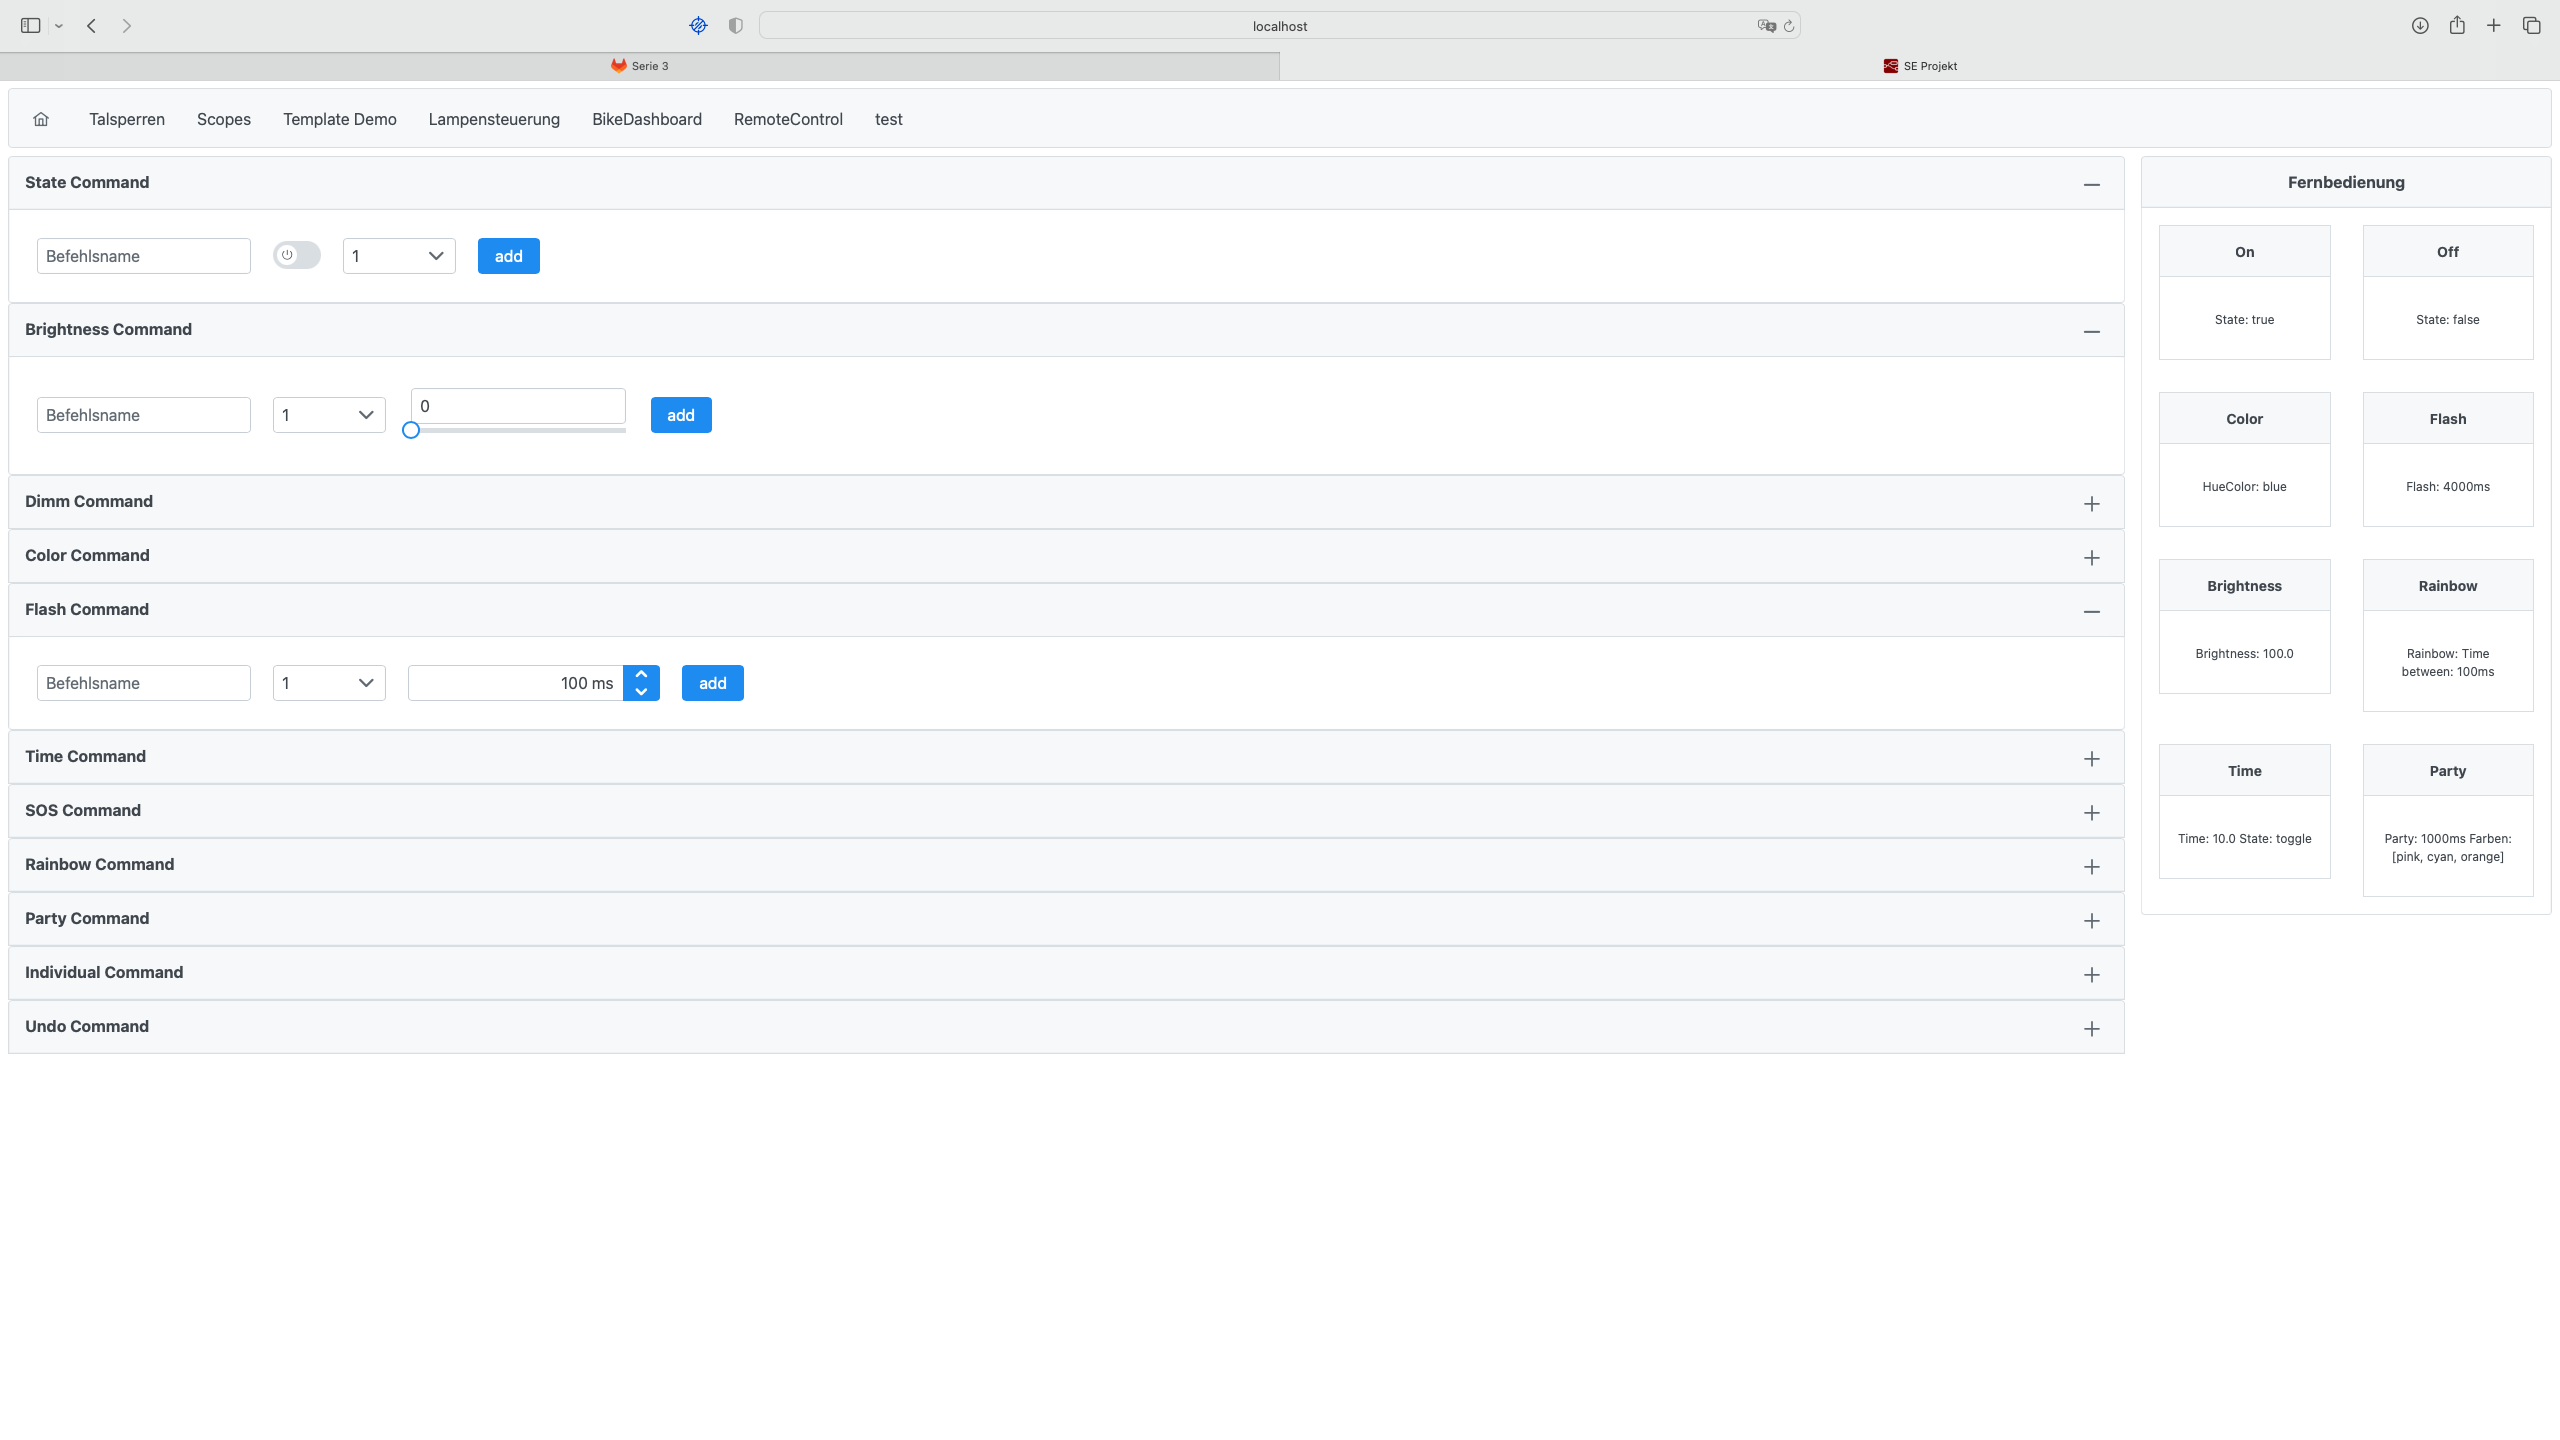 localhost
Serie 3
SE Projekt
Talsperren Scopes Template Demo Lampensteuerung BikeDashboard RemoteControl test
State Command
Befehlsname 1 add
Brightness Command
Befehlsname 1 0 add
Dimm Command
Color Command
Flash Command
Befehlsname 1 100 ms add
Time Command
SOS Command
Rainbow Command
Party Command
Individual Command
Undo Command
Fernbedienung
On
State: true
Off
State: false
Color
HueColor: blue
Flash
Flash: 4000ms
Brightness
Brightness: 100.0
Rainbow
Rainbow: Time
between: 100ms
Time
Time: 10.0 State: toggle
Party
Party: 1000ms Farben:
[pink, cyan, orange]